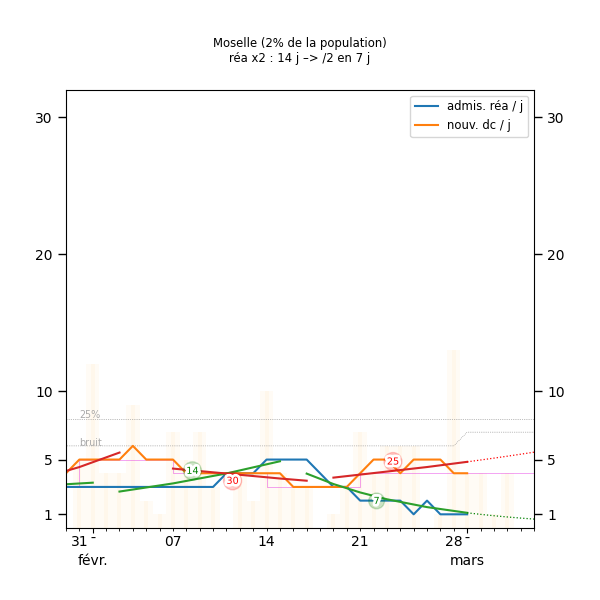 Moselle (2% de la population)
réa x2 : 14 j –> /2 en 7 j
admis. réa / j
nouv. dc / j
30 30
20 20
10 10
25%
bruit
5 5
14 30 25 7
1 1
31 07 14 21 28
févr. mars